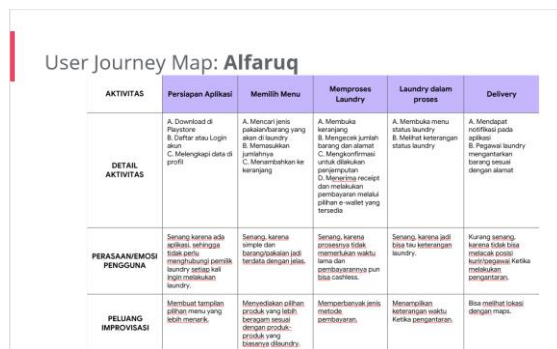 User Journey Map: Alfaruq
AKTIVITAS
Persiapan Aplikasi
Memilih Menu
Memproses
Laundry
Laundry dalam
proses
Delivery
DETAIL
AKTIVITAS
A. Download di
Playstore
B. Daftar atau Login
akun
C. Melengkapi data di
profil
A. Mencari jenis
pakaian/barang yang
akan di laundry
B. Memasukkan
jumlahnya
C. Menambahkan ke
keranjang
A. Membuka
keranjang
B. Mengecek jumlah
barang dan alamat
C. Mengkonfirmasi
untuk dilakukan
penjemputan
D. Menerima receipt
dan melakukan
pembayaran melalui
pilihan e-wallet yang
tersedia
A. Membuka menu
status laundry
B. Melihat keterangan
status laundry
A. Mendapat
notifikasi pada
aplikasi
B. Pegawai laundry
mengantarkan
barang sesuai
dengan alamat
PERASAAN/EMOSI
PENGGUNA
Senang karena ada
aplikasi, sehingga
tidak perlu
menghubungi pemilik
laundry setiap kali
ingin melakukan
laundry.
Senang, karena
simple dan
barang/pakaian jadi
terdata dengan jelas.
Senang, karena
prosesnya tidak
memerlukan waktu
lama dan
pembayarannya pun
bisa cashless.
Senang, karena jadi
bisa tau keterangan
laundry.
Kurang senang,
karena tidak bisa
melacak posisi
kurir/pegawai Ketika
melakukan
pengantaran.
PELUANG
IMPROVISASI
Membuat tampilan
pilihan menu yang
lebih menarik.
Menyediakan pilihan
produk yang lebih
beragam sesuai
dengan produk-
produk yang
biasanya dilaundry.
Memperbanyak jenis
metode
pembayaran.
Menampilkan
keterangan waktu
Ketika pengantaran.
Bisa melihat lokasi
dengan maps.